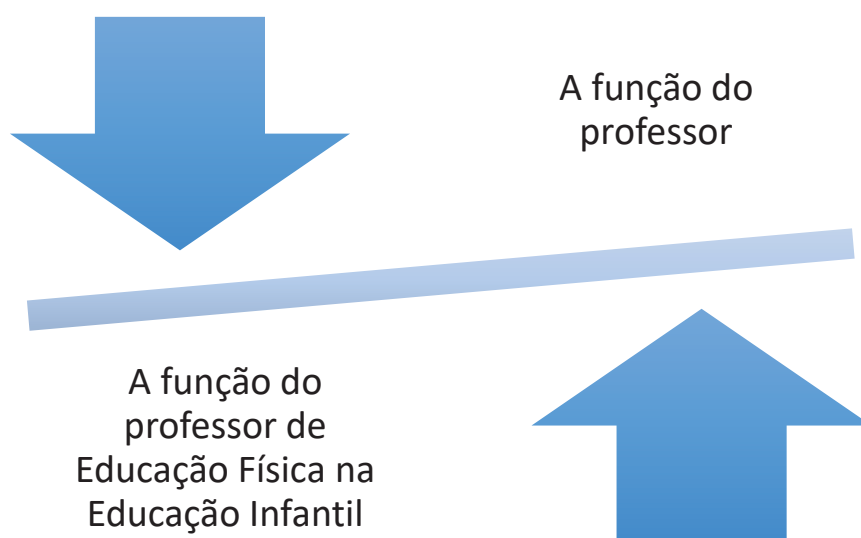 A função do
professor
A função do
professor de
Educação Física na
Educação Infantil